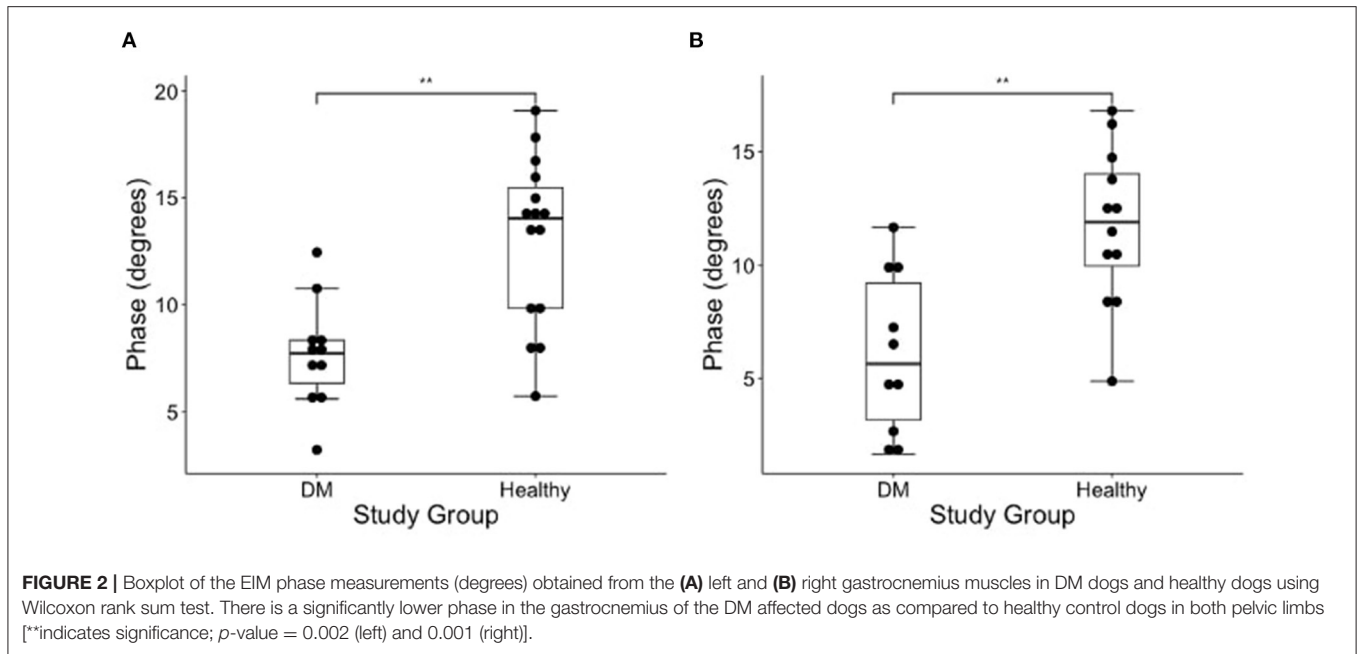 A
B
**
**
20
15
10
5
Phase (degrees)
DM
Healthy
Study Group
15
10
5
Phase (degrees)
DM
Healthy
Study Group
FIGURE 2 | Boxplot of the EIM phase measurements (degrees) obtained from the (A) left and (B) right gastrocnemius muscles in DM dogs and healthy dogs using
Wilcoxon rank sum test. There is a significantly lower phase in the gastrocnemius of the DM affected dogs as compared to healthy control dogs in both pelvic limbs
[**indicates significance; p-value = 0.002 (left) and 0.001 (right)].